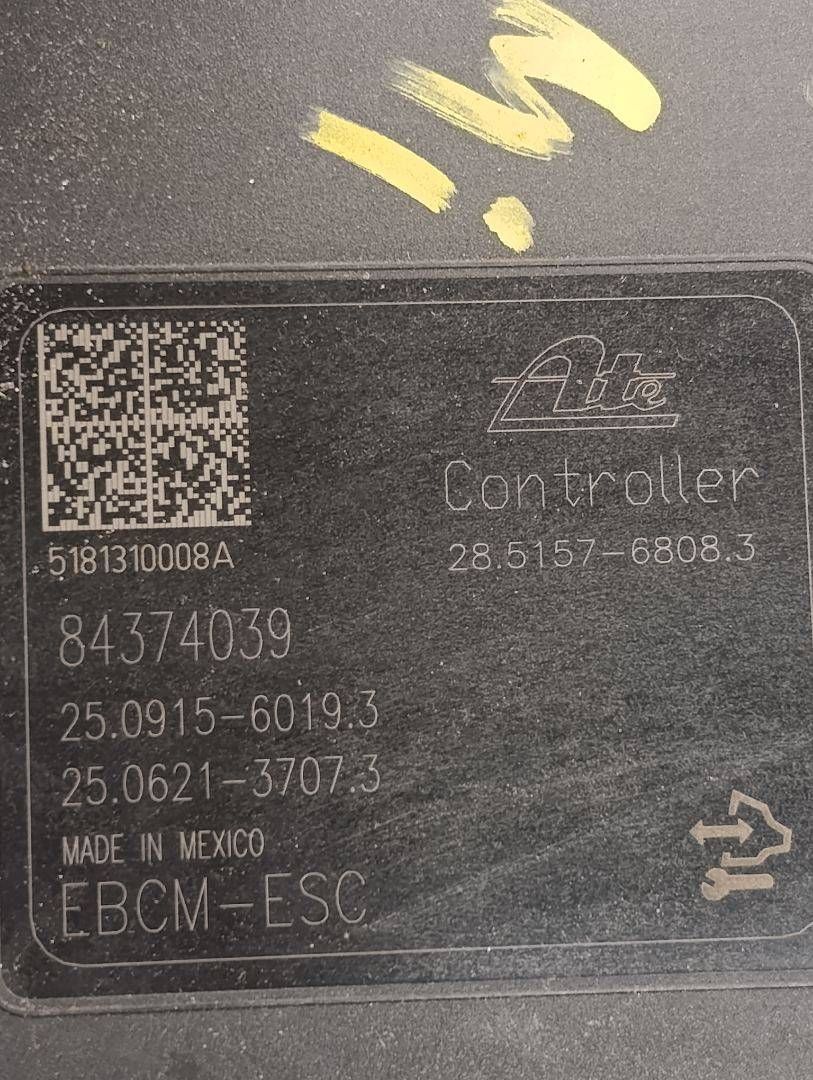 Ate
Controller
5181310008A
28.5157-6808.3
84374039
25.0915-6019.3
25.0621-3707.3
MADE IN MEXICO
EBCM-ESC